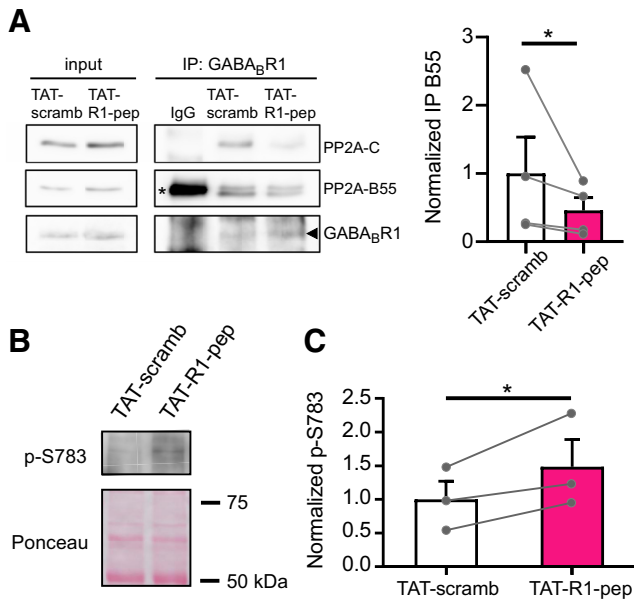 A
input
IP: GABABR1
TAT-scramb TAT-R1-pep
IgG TAT-scramb TAT-R1-pep
PP2A-C
* PP2A-B55
GABABR1
*
Normalized IP B55
3
2
1
0
TAT-scramb
TAT-R1-pep
B
TAT-scramb
TAT-R1-pep
p-S783
Ponceau
75
50 kDa
C
*
Normalized p-S783
2.5
2.0
1.5
1.0
0.5
0.0
TAT-scramb TAT-R1-pep